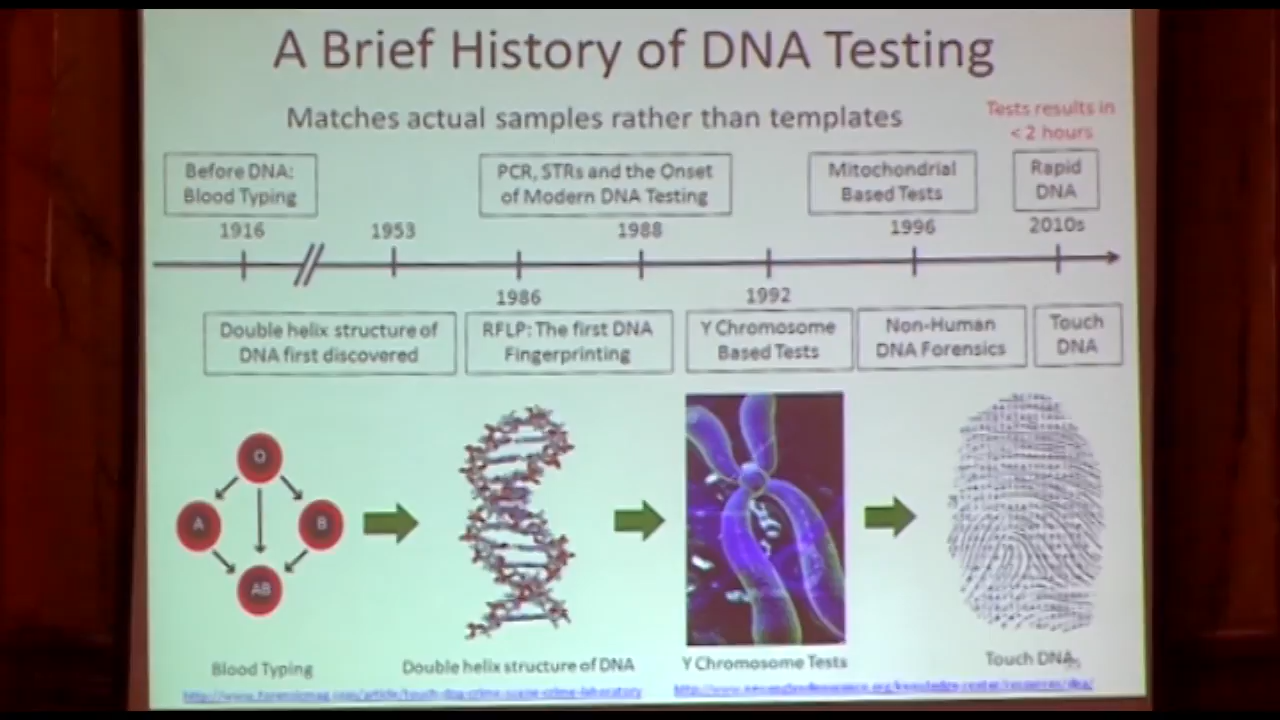 A Brief History of DNA Testing
Matches actual samples rather than templates
Tests results in
< 2 hours
Before DNA:
Blood Typing
PCR, STRs and the Onset
of Modern DNA Testing
Mitochondrial
Based Tests
Rapid
DNA
1916
1953
1988
1996
2010s
1986
1992
Double helix structure of
DNA first discovered
RFLP: The first DNA
Fingerprinting
Y Chromosome
Based Tests
Non-Human
DNA Forensics
Touch
DNA
O
A
B
AB
Blood Typing
Double helix structure of DNA
Y Chromosome Tests
Touch DNA